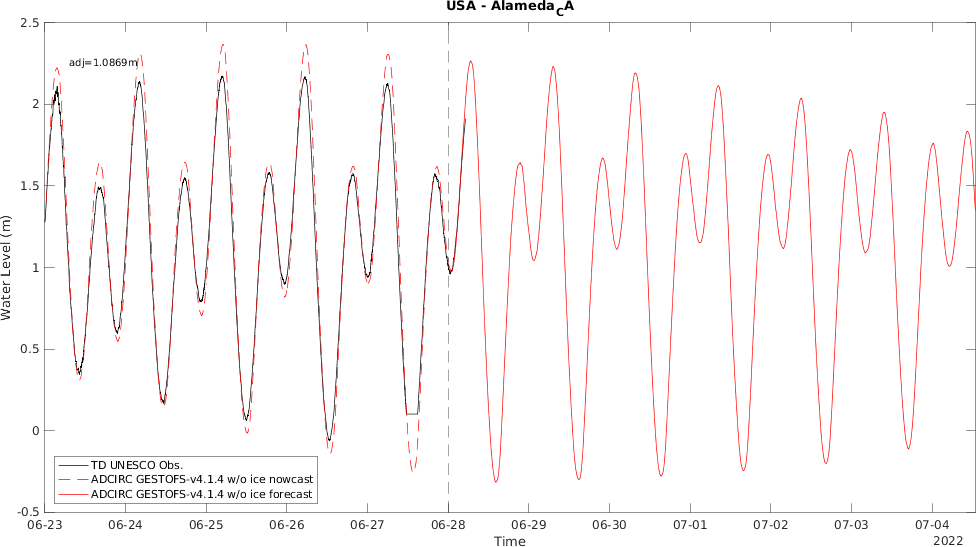 USA - AlamedaCA
adj=1.0869m
Water Level (m)
2.5
2
1.5
1
0.5
0
-0.5
TD UNESCO Obs.
ADCIRC GESTOFS-v4.1.4 w/o ice nowcast
ADCIRC GESTOFS-v4.1.4 w/o ice forecast
06-23 06-24 06-25 06-26 06-27 06-28 06-29 06-30 07-01 07-02 07-03 07-04
Time
2022